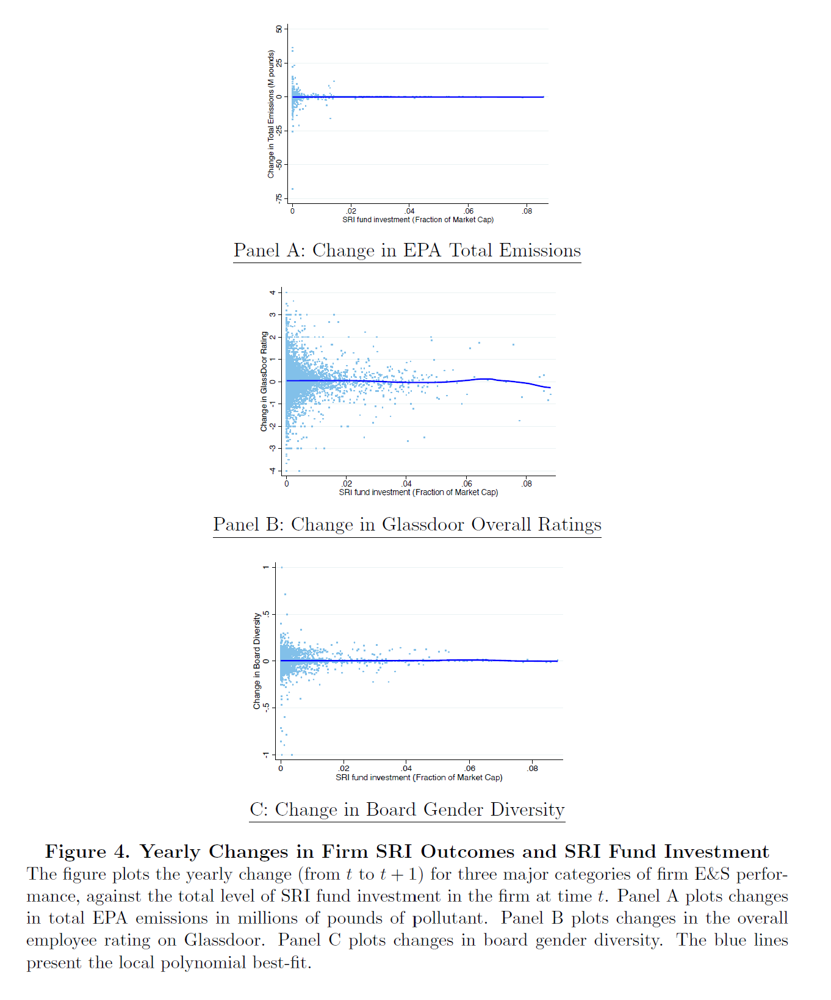 50
25
0
-25
-50
-75
Change in Total Emissions (M pounds)
0 .02 .04 .06 .08
SRI fund investment (Fraction of Market Cap)
Panel A: Change in EPA Total Emissions
4
3
2
1
0
-1
-2
-3
-4
Change in GlassDoor Rating
0 .02 .04 .06 .08
SRI fund investment (Fraction of Market Cap)
Panel B: Change in Glassdoor Overall Ratings
1
.5
0
-.5
-1
Change in Board Diversity
0 .02 .04 .06 .08
SRI fund investment (Fraction of Market Cap)
C: Change in Board Gender Diversity
Figure 4. Yearly Changes in Firm SRI Outcomes and SRI Fund Investment
The figure plots the yearly change (from t to t + 1) for three major categories of firm E&S perfor-
mance, against the total level of SRI fund investment in the firm at time t. Panel A plots changes
in total EPA emissions in millions of pounds of pollutant. Panel B plots changes in the overall
employee rating on Glassdoor. Panel C plots changes in board gender diversity. The blue lines
present the local polynomial best-fit.